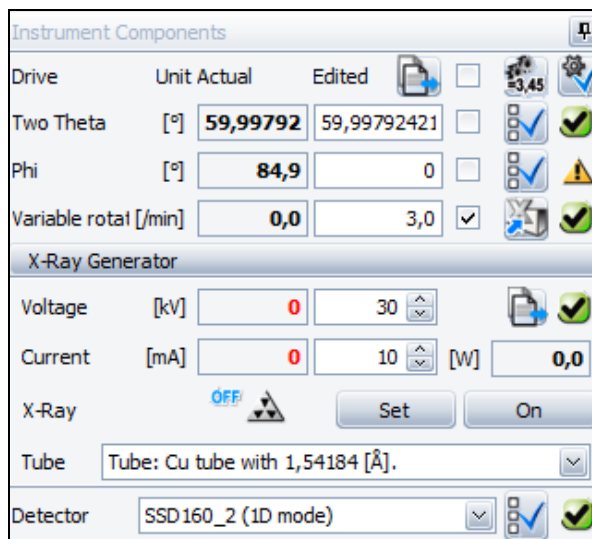 Instrument Components
Drive Unit Actual Edited =3,45
Two Theta [°] 59,99792 59,99792421
Phi [°] 84,9 0
Variable rotat [/min] 0,0 3,0
X-Ray Generator
Voltage [kV] 0 30
Current [mA] 0 10 [W] 0,0
X-Ray OFF Set On
Tube Tube: Cu tube with 1,54184 [Å].
Detector SSD160_2 (1D mode)